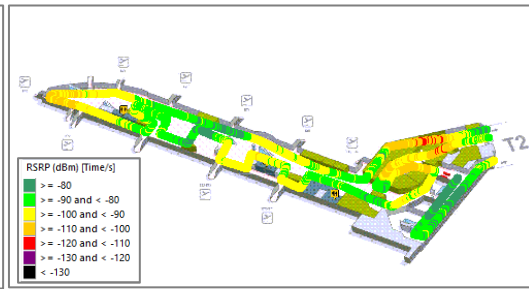 T2
RSRP (dBm) [Time/s]
>= -80
>= -90 and < -80
>= -100 and < -90
>= -110 and < -100
>= -120 and < -110
>= -130 and < -120
< -130